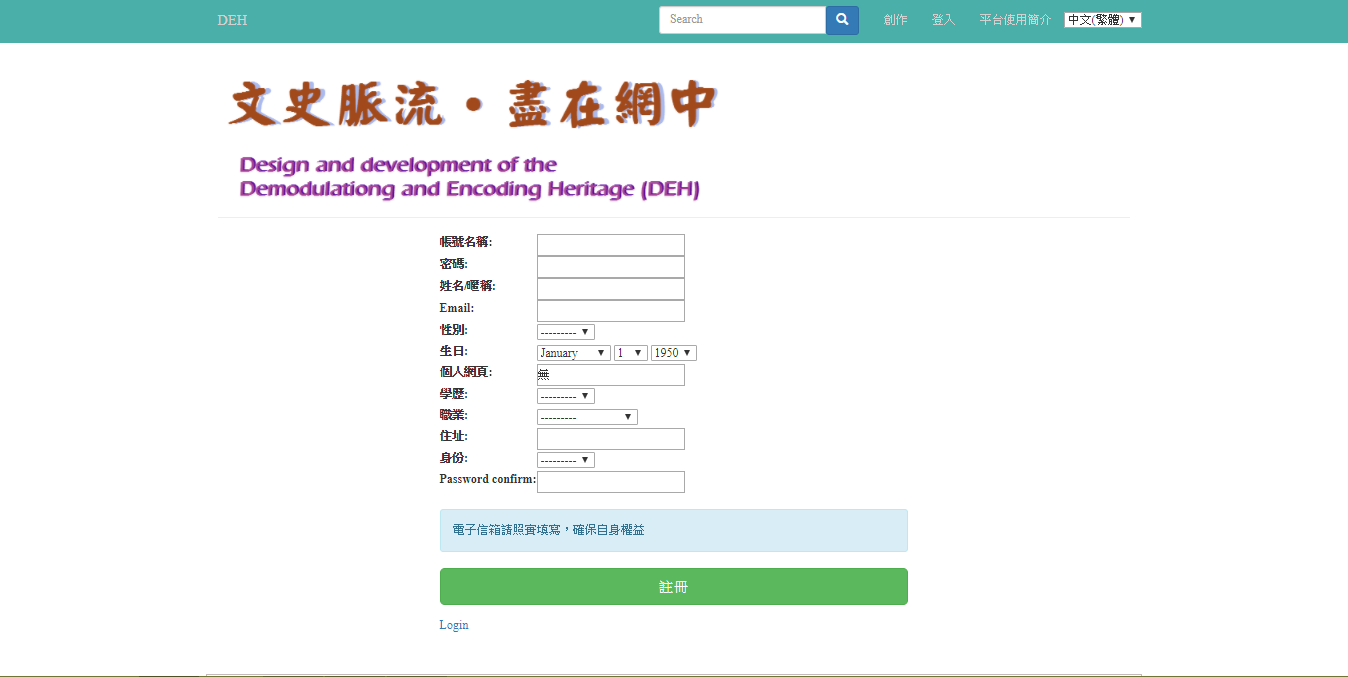 DEH
Search
創作
登入
平台使用簡介
中文(繁體)
文史脈流・盡在網中
Design and development of the
Demodulationg and Encoding Heritage (DEH)
帳號名稱:
密碼:
姓名/暱稱:
Email:
性別: ---------
生日: January 1 1950
個人網頁: 無
學歷: ---------
職業: ---------
住址:
身份: ---------
Password confirm:
電子信箱請照實填寫，確保自身權益
註冊
Login